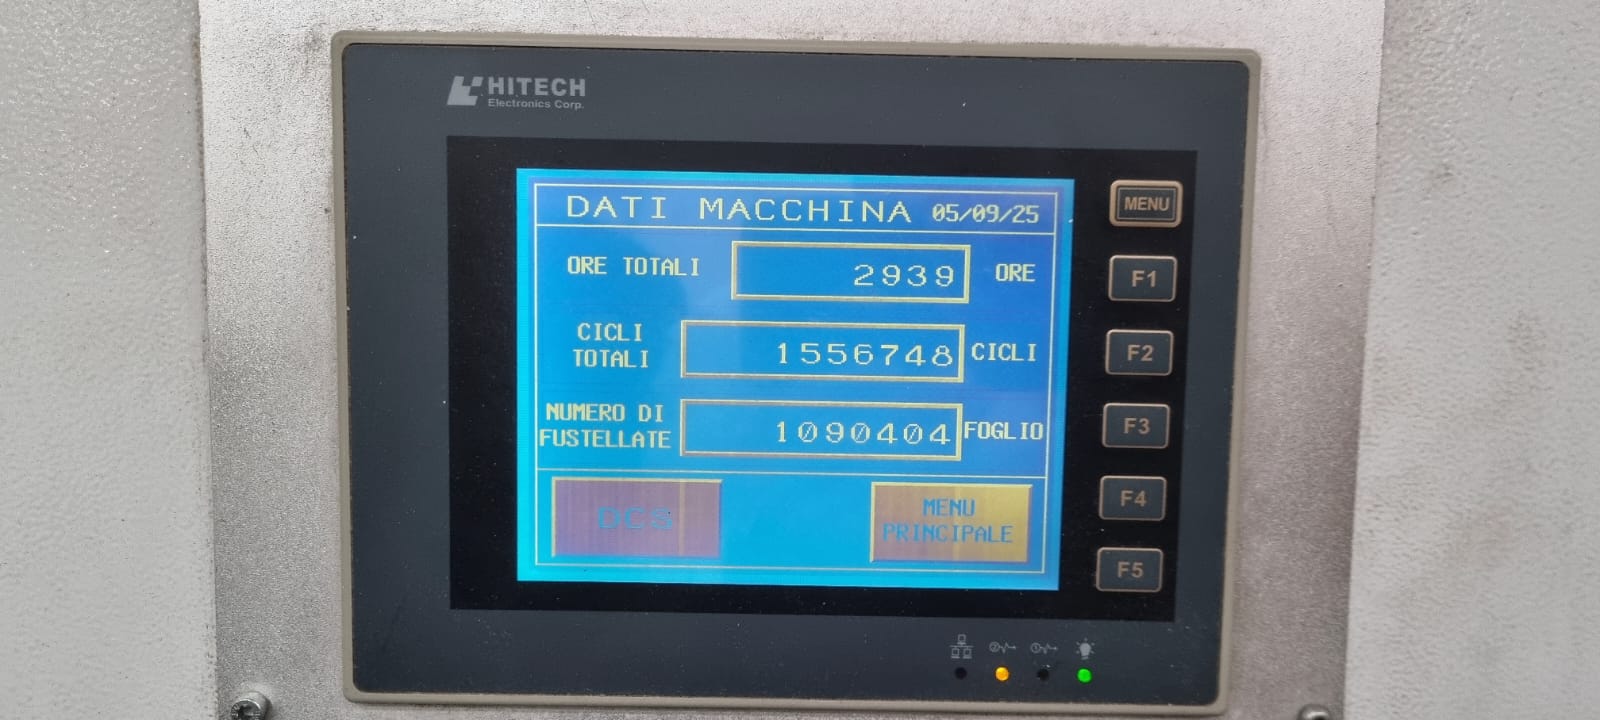 HITECH
Electronics Corp.
DATI MACCHINA 05/09/25
ORE TOTALI 2939 ORE
CICLI TOTALI 1556748 CICLI
NUMERO DI FUSTELLATE 1090404 FOGLIO
DCS
MENU PRINCIPALE
MENU
F1
F2
F3
F4
F5